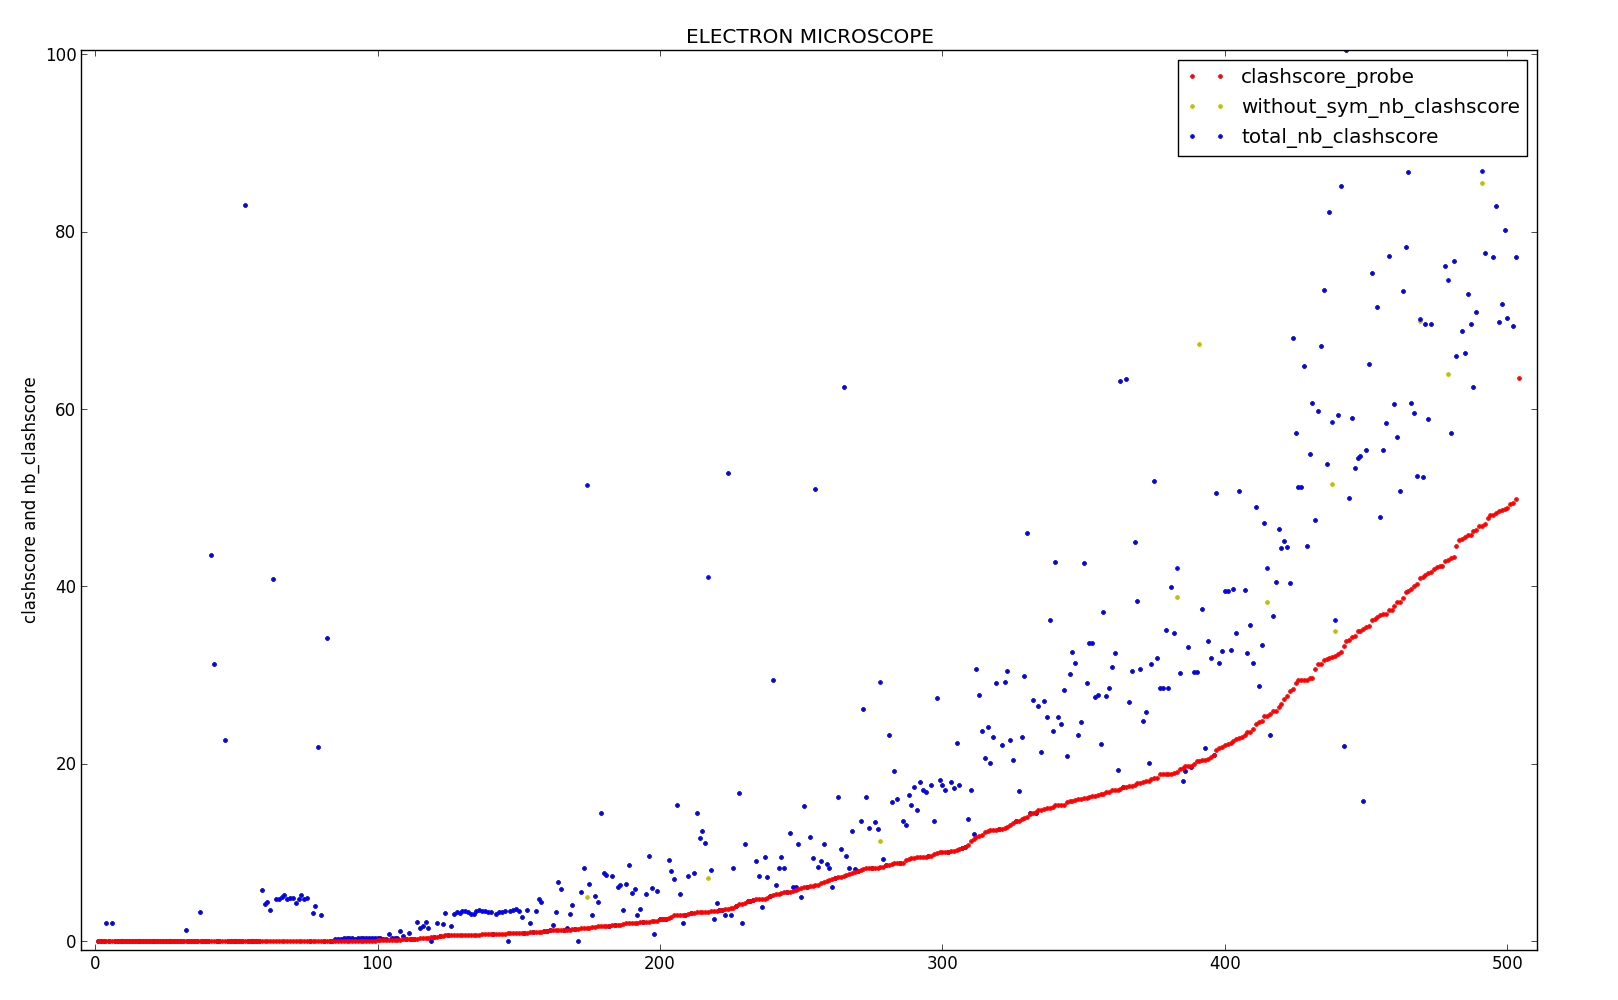 ELECTRON MICROSCOPE
clashscore_probe
without_sym_nb_clashscore
total_nb_clashscore
clashscore and nb_clashscore
100
80
60
40
20
0
0 100 200 300 400 500